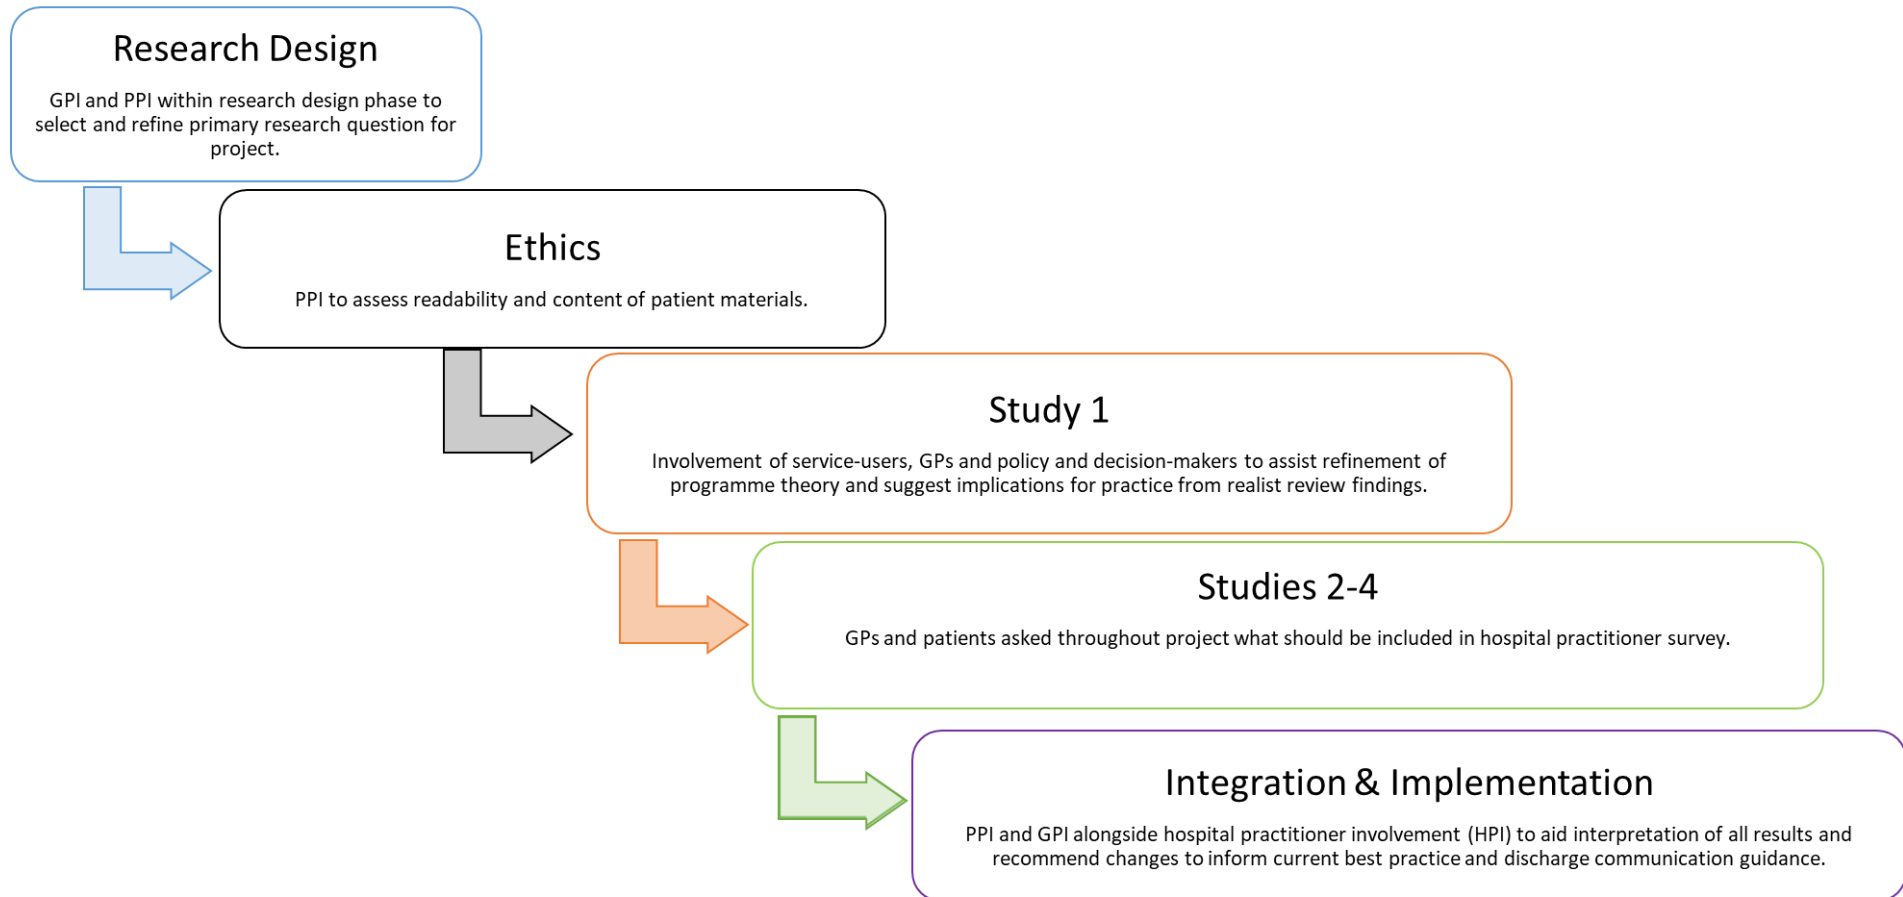 Research Design
GPI and PPI within research design phase to
select and refine primary research question for
project.
Ethics
PPI to assess readability and content of patient materials.
Study 1
Involvement of service-users, GPs and policy and decision-makers to assist refinement of
programme theory and suggest implications for practice from realist review findings.
Studies 2-4
GPs and patients asked throughout project what should be included in hospital practitioner survey.
Integration & Implementation
PPI and GPI alongside hospital practitioner involvement (HPI) to aid interpretation of all results and
recommend changes to inform current best practice and discharge communication guidance.